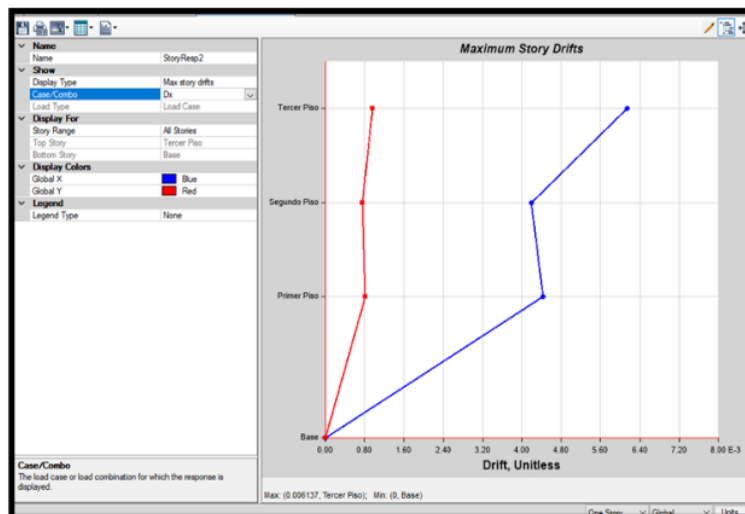 Name
Name StoryResp2
Show
Display Type Max story drifts
Case/Combo Dx
Load Type Load Case
Display For
Story Range All Stories
Top Story Tercer Piso
Bottom Story Base
Display Colors
Global X Blue
Global Y Red
Legend
Legend Type None
Case/Combo
The load case or load combination for which the response is
displayed.
Maximum Story Drifts
Tercer Piso
Segundo Piso
Primer Piso
Base
0.00 0.80 1.60 2.40 3.20 4.00 4.80 5.60 6.40 7.20 8.00 E-3
Drift, Unitless
Max: (0.006137, Tercer Piso); Min: (0, Base)
One Story Global Units